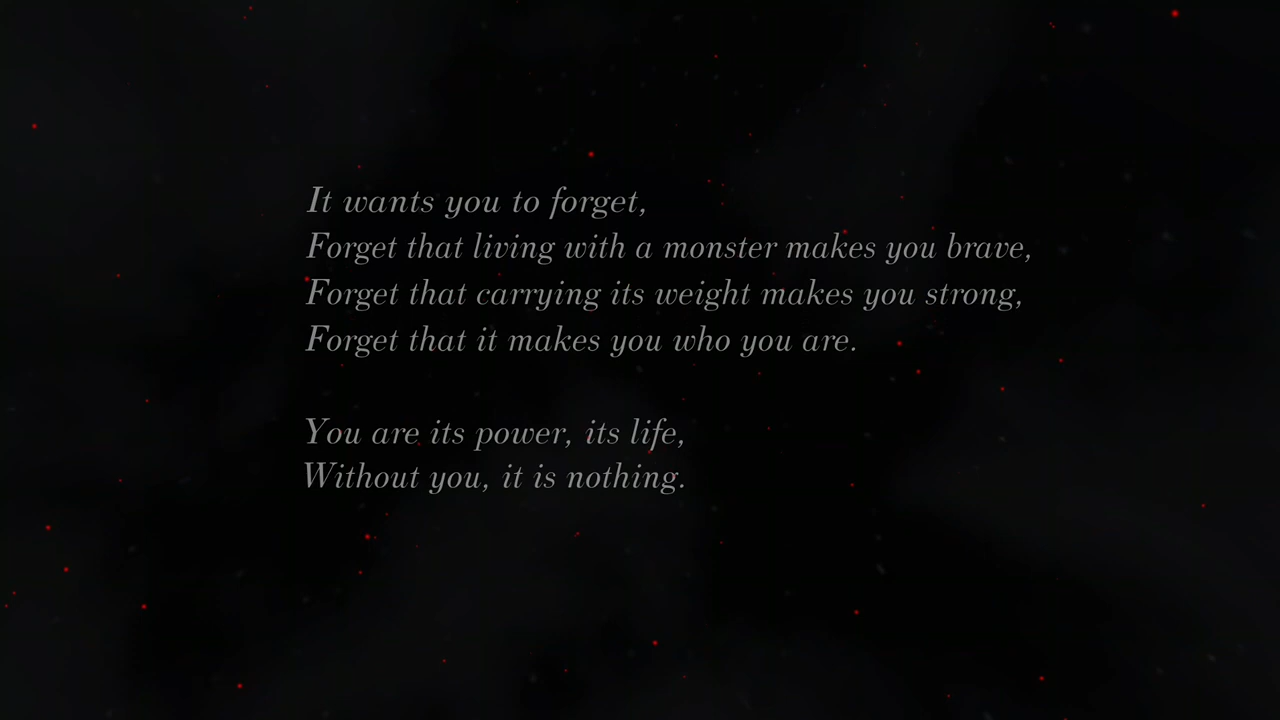 It wants you to forget,
Forget that living with a monster makes you brave,
Forget that carrying its weight makes you strong,
Forget that it makes you who you are.
You are its power, its life,
Without you, it is nothing.